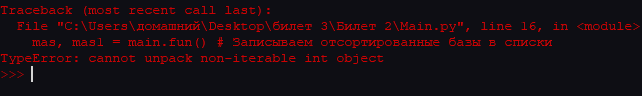 Traceback (most recent call last):
File "C:\Users\домашний\Desktop\билет 3\Билет 2\Main.py", line 16, in <module>
mas, mas1 = main.fun() # Записываем отсортированные базы в списки
TypeError: cannot unpack non-iterable int object
>>>